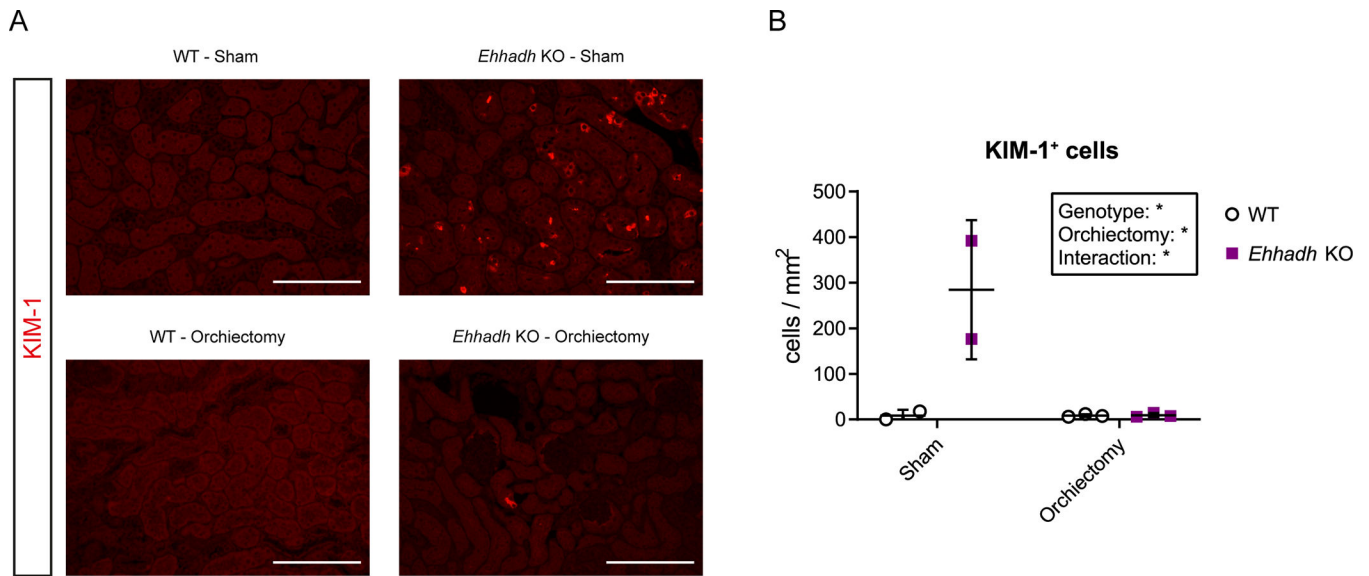 A
WT - Sham
Ehhadh KO - Sham
KIM-1
WT - Orchiectomy
Ehhadh KO - Orchiectomy
B
KIM-1⁺ cells
cells / mm²
500
400
300
200
100
0
Sham
Orchiectomy
Genotype: *
Orchiectomy: *
Interaction: *
WT
Ehhadh KO